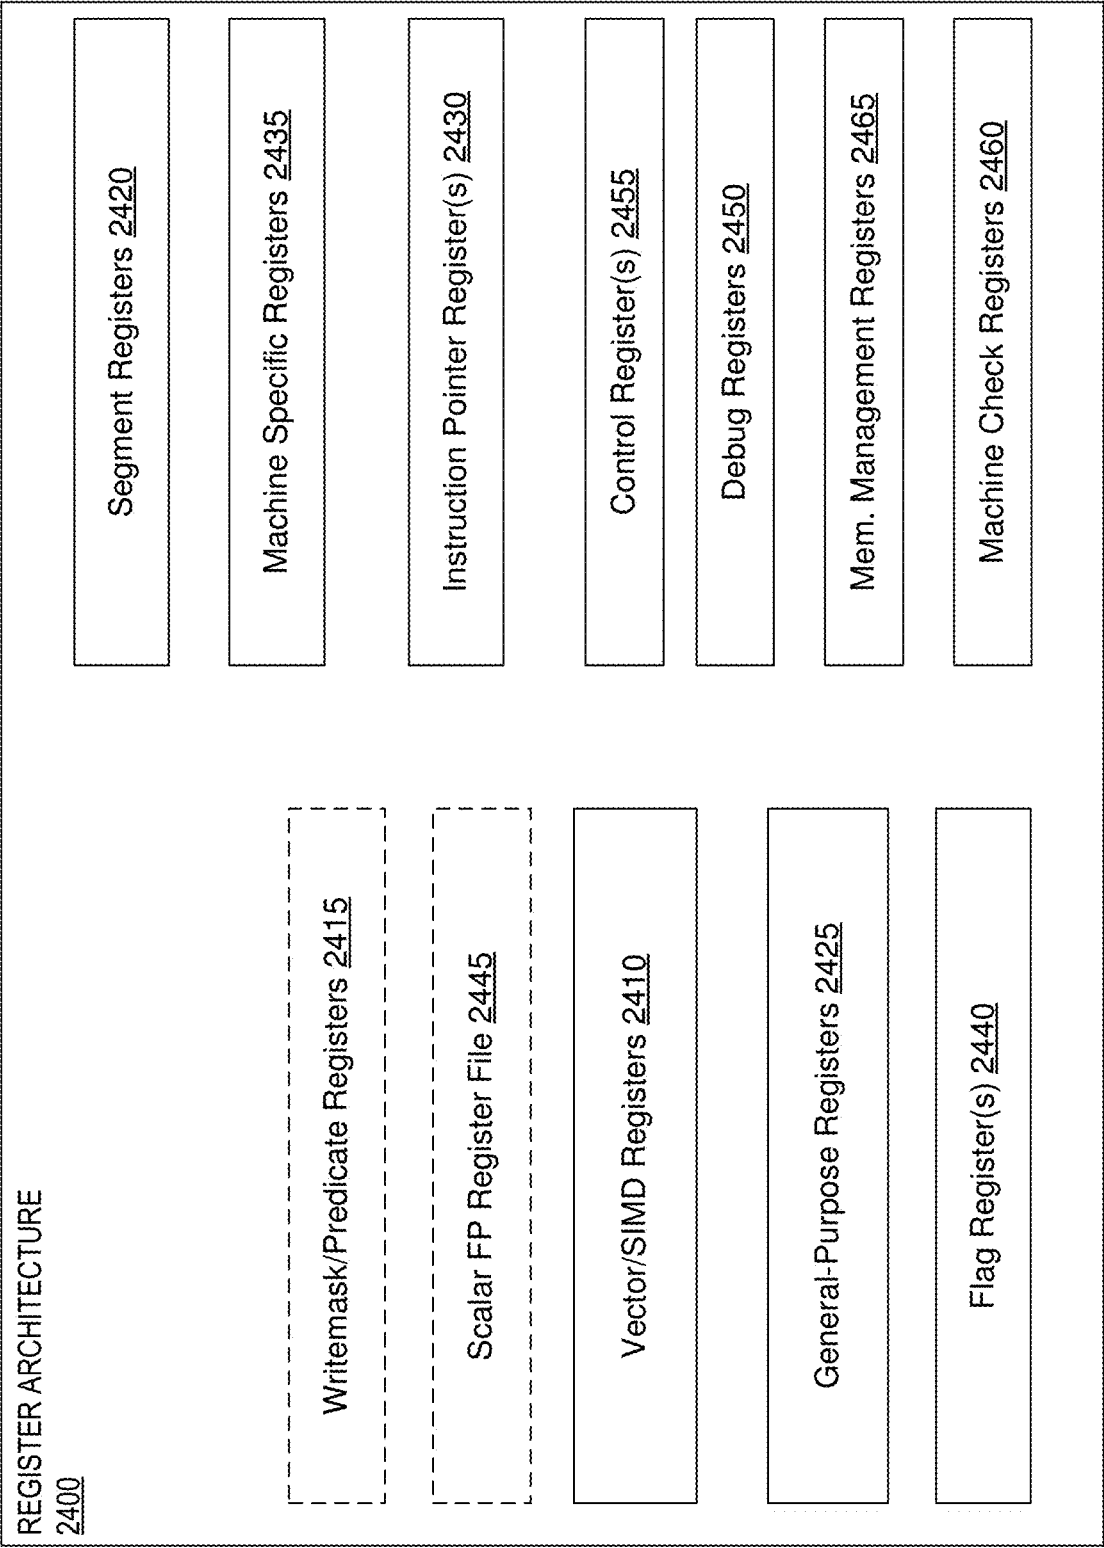 REGISTER ARCHITECTURE
2400
Writemask/Predicate Registers 2415
Scalar FP Register File 2445
Vector/SIMD Registers 2410
General-Purpose Registers 2425
Flag Register(s) 2440
Segment Registers 2420
Machine Specific Registers 2435
Instruction Pointer Register(s) 2430
Control Register(s) 2455
Debug Registers 2450
Mem. Management Registers 2465
Machine Check Registers 2460